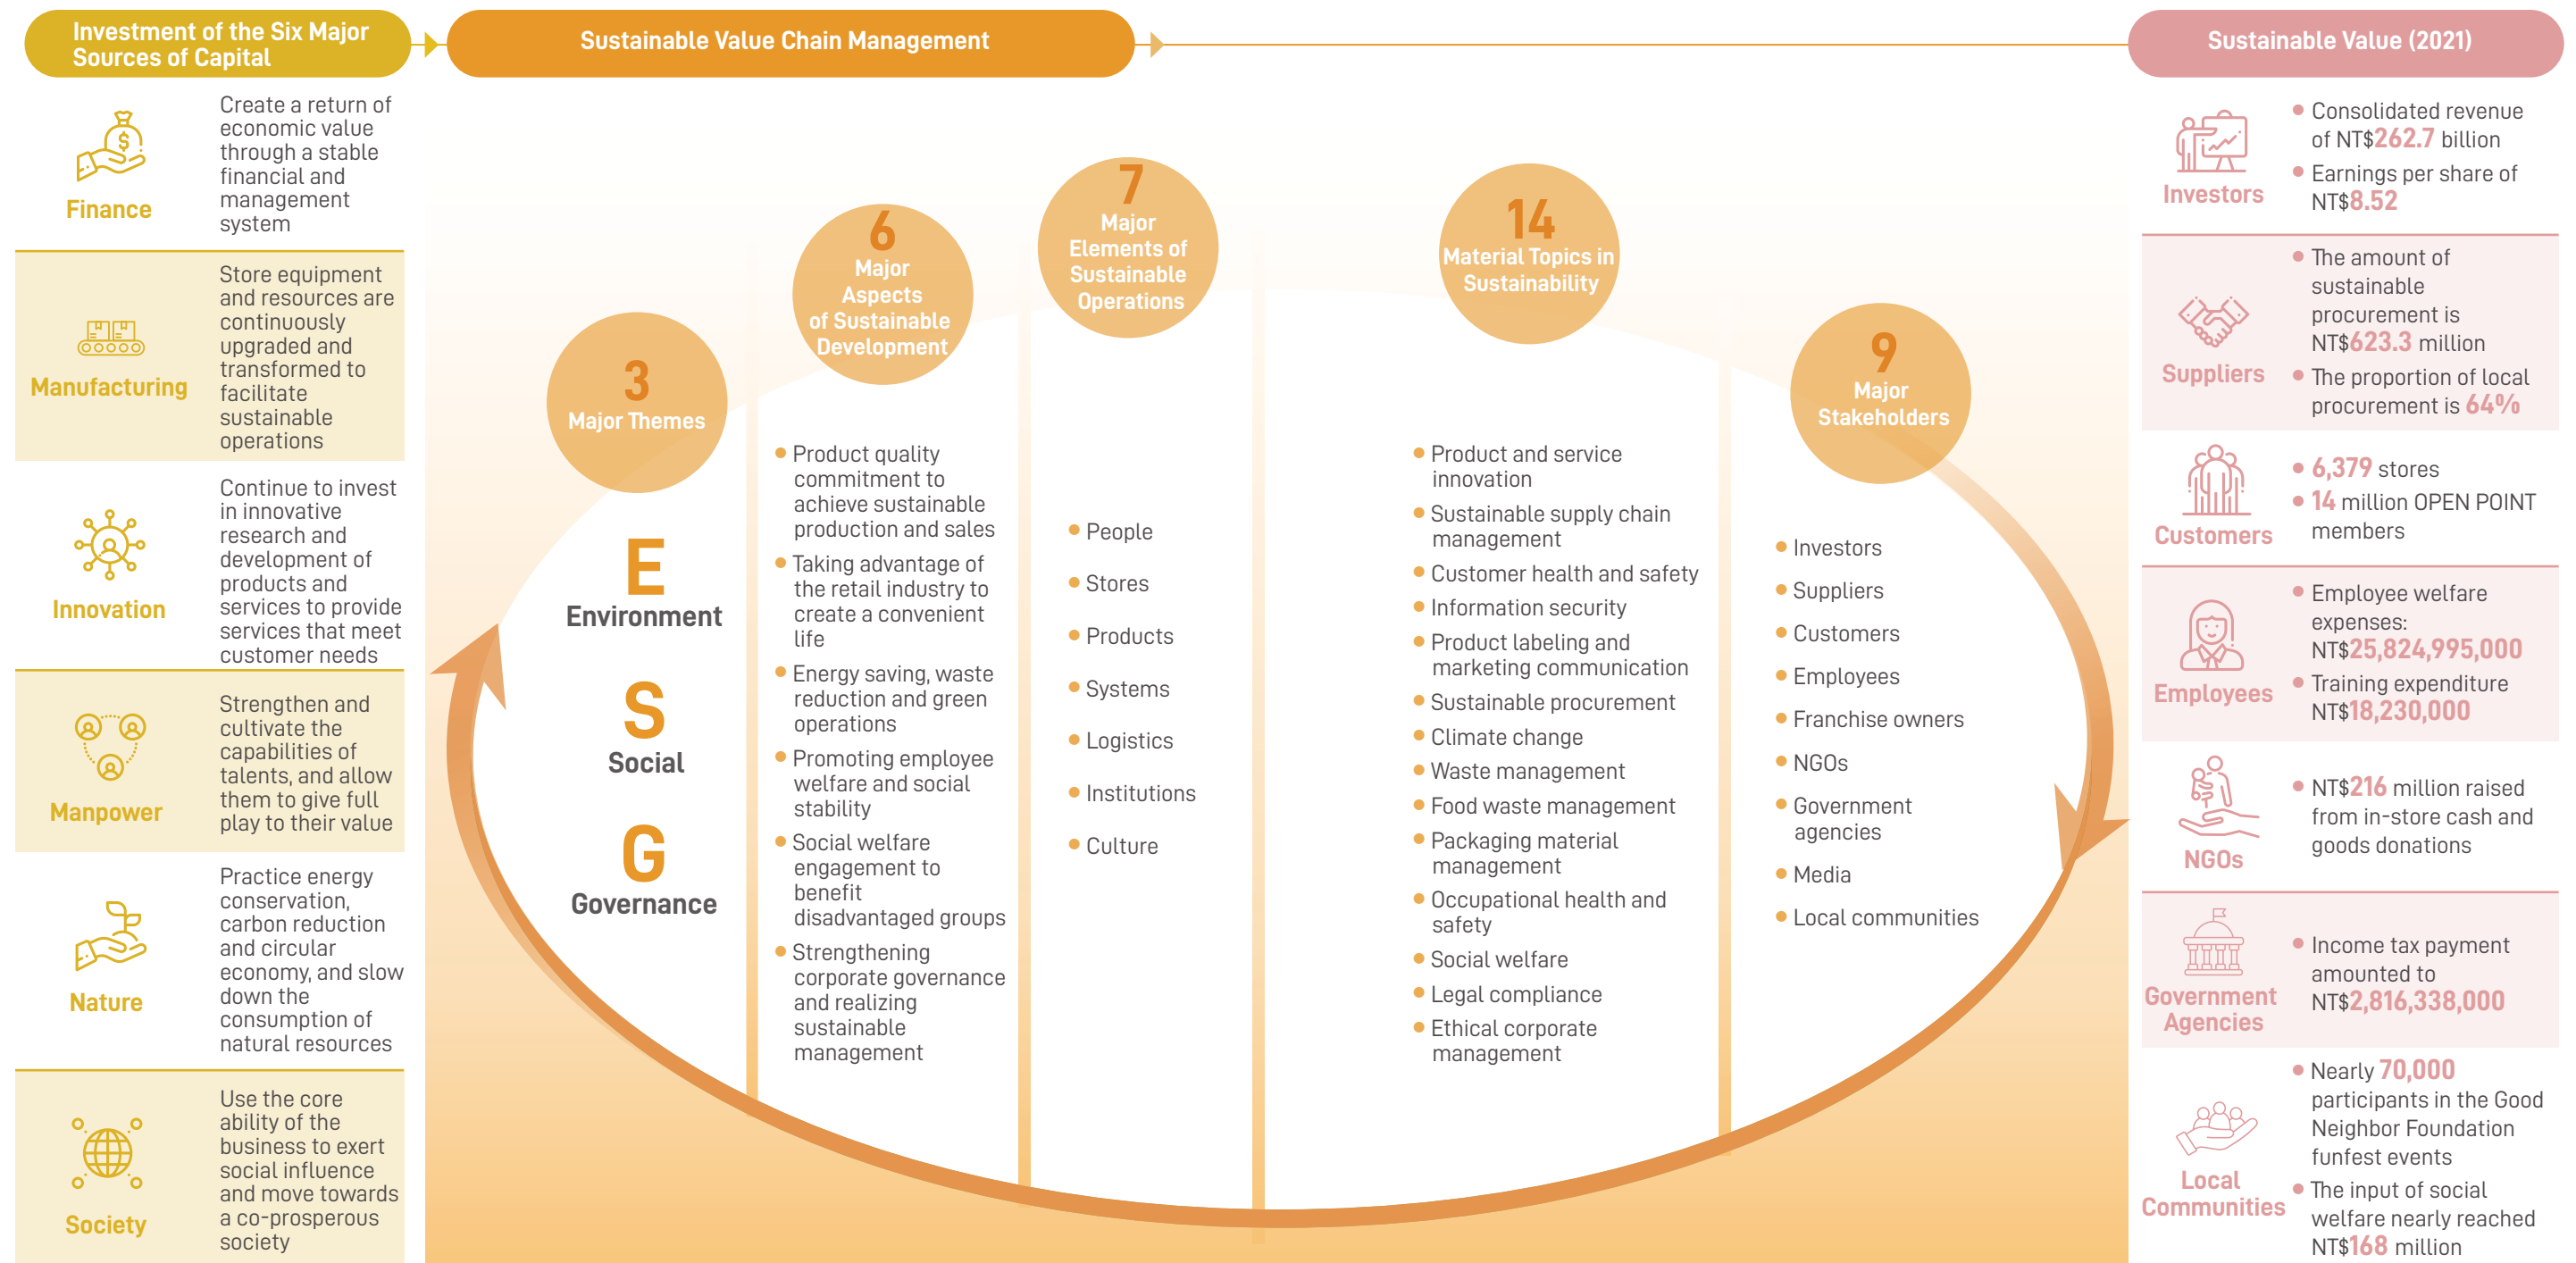 Investment of the Six Major
Sources of Capital
Sustainable Value Chain Management
Sustainable Value (2021)
Finance
Create a return of
economic value
through a stable
financial and
management
system
Manufacturing
Store equipment
and resources are
continuously
upgraded and
transformed to
facilitate
sustainable
operations
Innovation
Continue to invest
in innovative
research and
development of
products and
services to provide
services that meet
customer needs
Manpower
Strengthen and
cultivate the
capabilities of
talents, and allow
them to give full
play to their value
Nature
Practice energy
conservation,
carbon reduction
and circular
economy, and slow
down the
consumption of
natural resources
Society
Use the core
ability of the
business to exert
social influence
and move towards
a co-prosperous
society
3
Major Themes
E
Environment
S
Social
G
Governance
6
Major
Aspects
of Sustainable
Development
• Product quality
commitment to
achieve sustainable
production and sales
• Taking advantage of
the retail industry to
create a convenient
life
• Energy saving, waste
reduction and green
operations
• Promoting employee
welfare and social
stability
• Social welfare
engagement to
benefit
disadvantaged groups
• Strengthening
corporate governance
and realizing
sustainable
management
7
Major
Elements of
Sustainable
Operations
• People
• Stores
• Products
• Systems
• Logistics
• Institutions
• Culture
14
Material Topics in
Sustainability
• Product and service
innovation
• Sustainable supply chain
management
• Customer health and safety
• Information security
• Product labeling and
marketing communication
• Sustainable procurement
• Climate change
• Waste management
• Food waste management
• Packaging material
management
• Occupational health and
safety
• Social welfare
• Legal compliance
• Ethical corporate
management
9
Major
Stakeholders
• Investors
• Suppliers
• Customers
• Employees
• Franchise owners
• NGOs
• Government
agencies
• Media
• Local communities
Investors
• Consolidated revenue
of NT$262.7 billion
• Earnings per share of
NT$8.52
Suppliers
• The amount of
sustainable
procurement is
NT$623.3 million
• The proportion of local
procurement is 64%
Customers
• 6,379 stores
• 14 million OPEN POINT
members
Employees
• Employee welfare
expenses:
NT$25,824,995,000
• Training expenditure
NT$18,230,000
NGOs
• NT$216 million raised
from in-store cash and
goods donations
Government
Agencies
• Income tax payment
amounted to
NT$2,816,338,000
Local
Communities
• Nearly 70,000
participants in the Good
Neighbor Foundation
funfest events
• The input of social
welfare nearly reached
NT$168 million